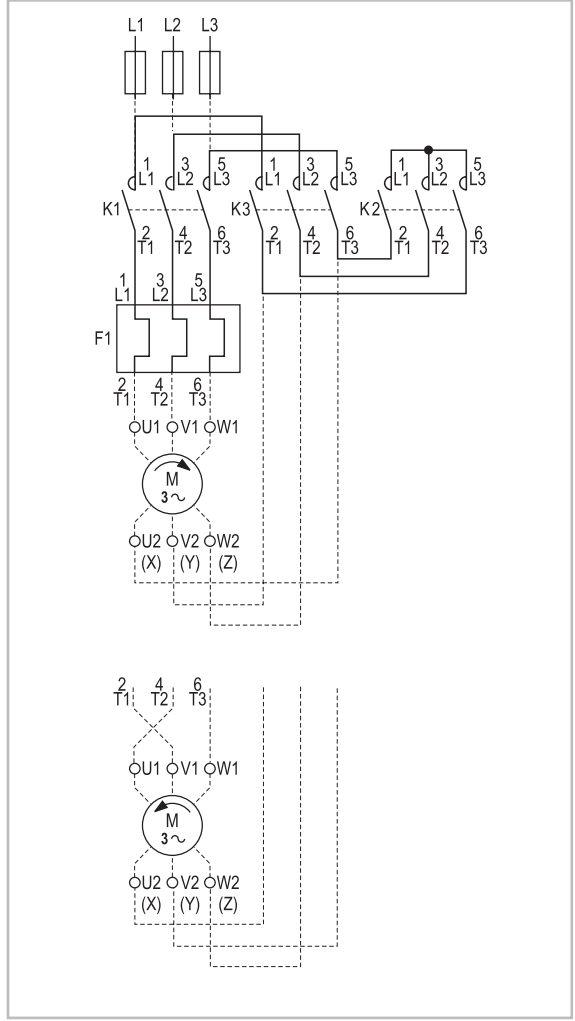 L1 L2 L3
1 3 5 1 3 5 1 3 5
L1 L2 L3 L1 L2 L3 L1 L2 L3
K1 K3 K2
2 4 6 2 4 6 2 4 6
T1 T2 T3 T1 T2 T3 T1 T2 T3
1 3 5
L1 L2 L3
F1
2 4 6
T1 T2 T3
U1 V1 W1
M
3~
U2 V2 W2
(X) (Y) (Z)
2 4 6
T1 T2 T3
U1 V1 W1
M
3~
U2 V2 W2
(X) (Y) (Z)